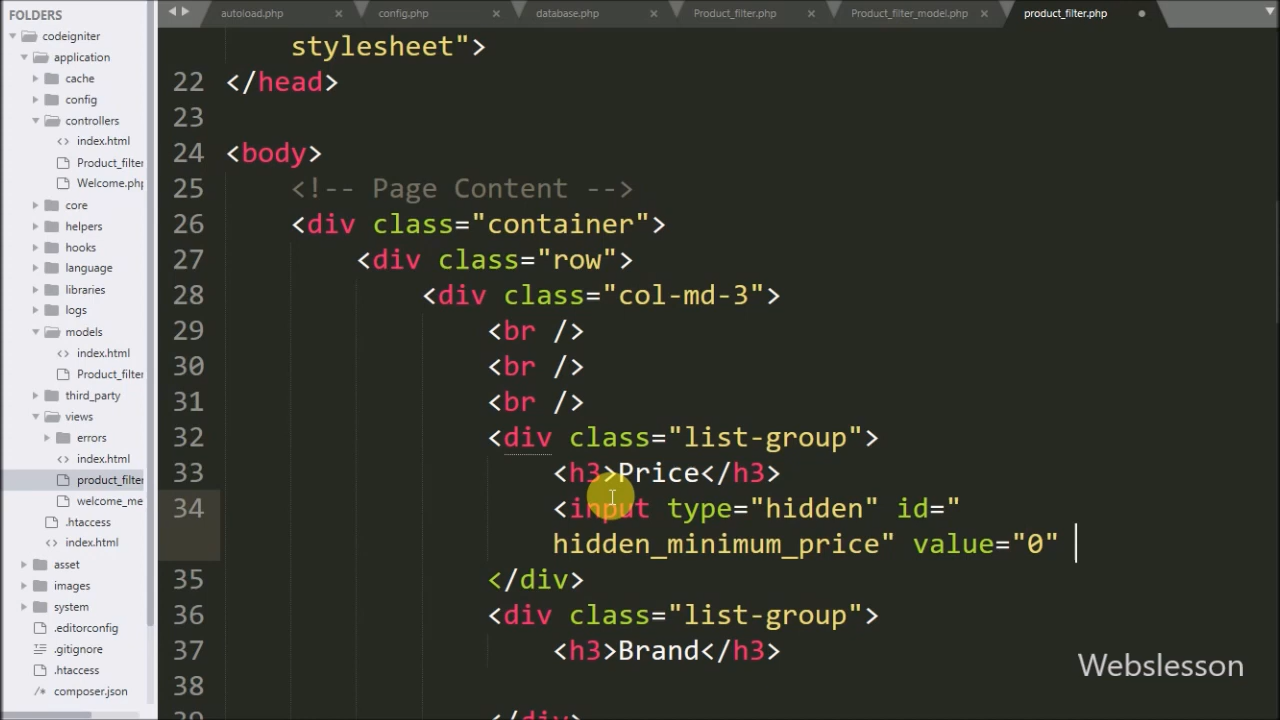 FOLDERS
codeigniter
application
cache
config
controllers
index.html
Product_filter
Welcome.php
core
helpers
hooks
language
libraries
logs
models
index.html
Product_filter
third_party
views
errors
index.html
product_filter
welcome_me
.htaccess
index.html
asset
images
system
.editorconfig
.gitignore
.htaccess
composer.json
autoload.php
config.php
database.php
Product_filter.php
Product_filter_model.php
product_filter.php
stylesheet">
22 </head>
23
24 <body>
25 <!-- Page Content -->
26 <div class="container">
27 <div class="row">
28 <div class="col-md-3">
29 <br />
30 <br />
31 <br />
32 <div class="list-group">
33 <h3>Price</h3>
34 <input type="hidden" id="
hidden_minimum_price" value="0"
35 </div>
36 <div class="list-group">
37 <h3>Brand</h3>
38
39 </div>
Webslesson